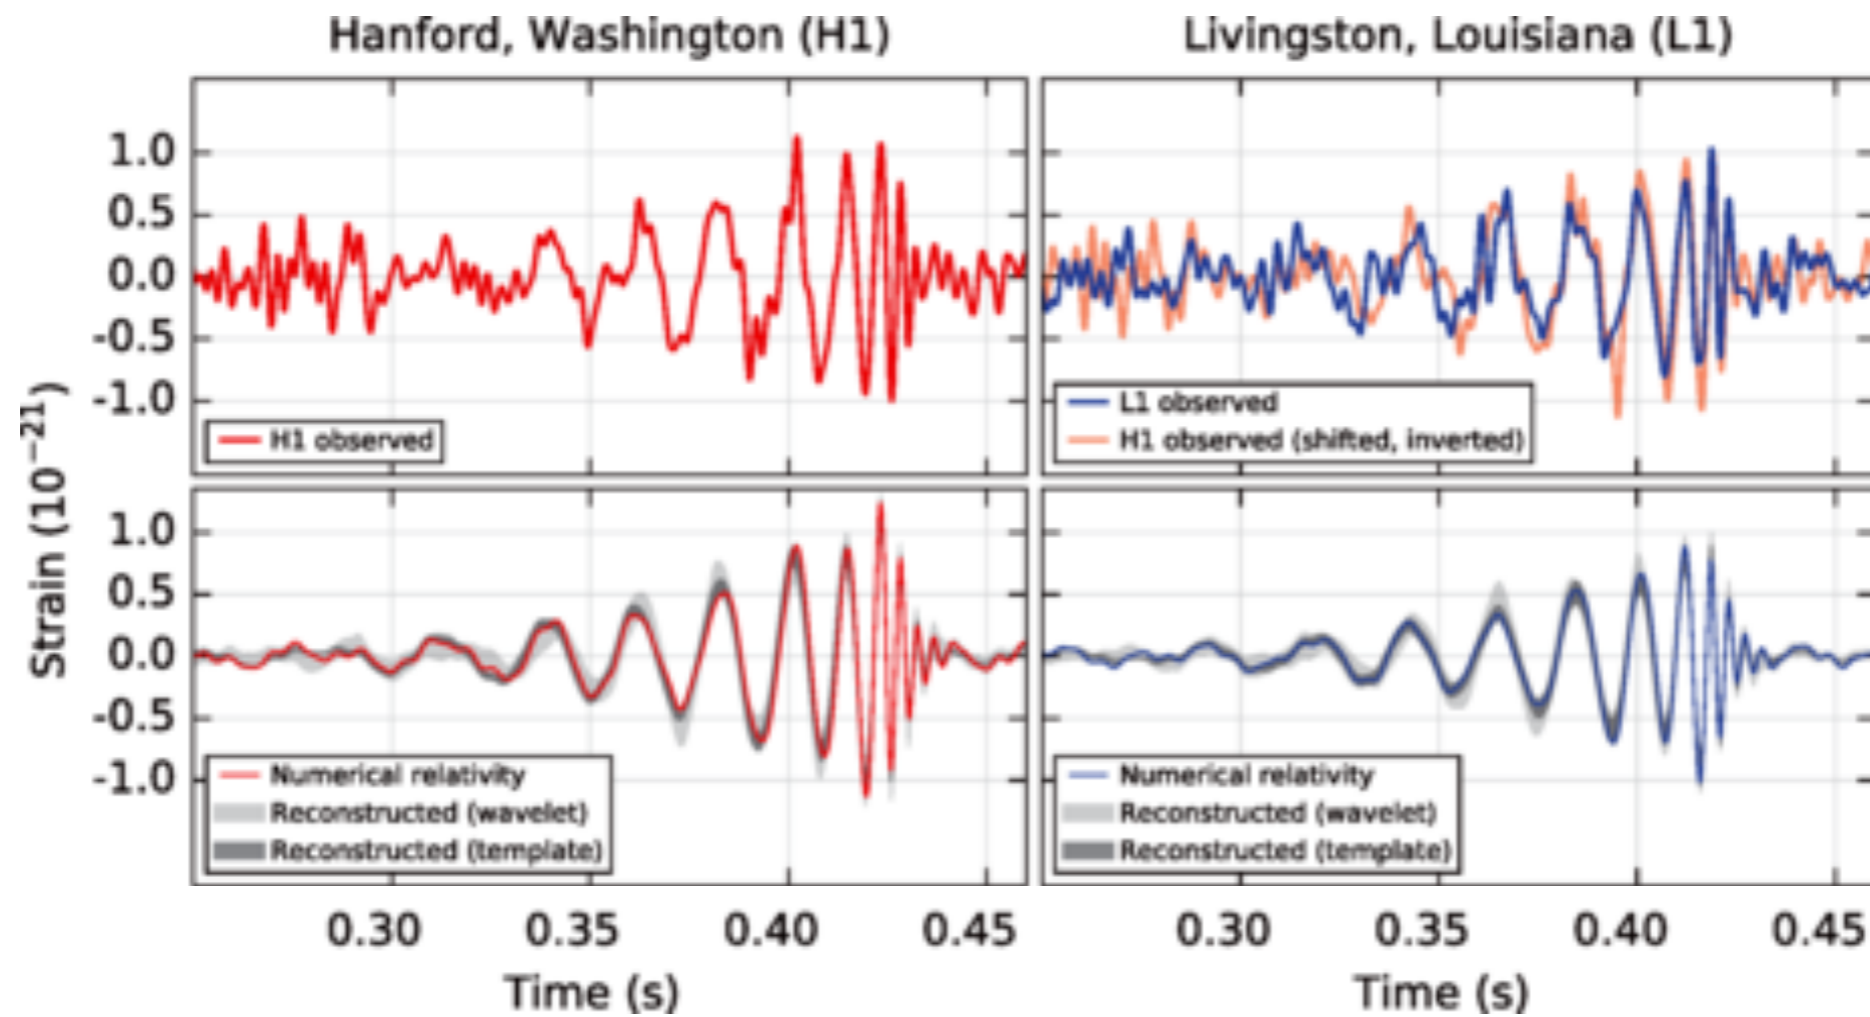 Hanford, Washington (H1)
Livingston, Louisiana (L1)
Strain (10⁻²¹)
1.0
0.5
0.0
-0.5
-1.0
H1 observed
L1 observed
H1 observed (shifted, inverted)
1.0
0.5
0.0
-0.5
-1.0
Numerical relativity
Reconstructed (wavelet)
Reconstructed (template)
Numerical relativity
Reconstructed (wavelet)
Reconstructed (template)
0.30 0.35 0.40 0.45
0.30 0.35 0.40 0.45
Time (s)
Time (s)